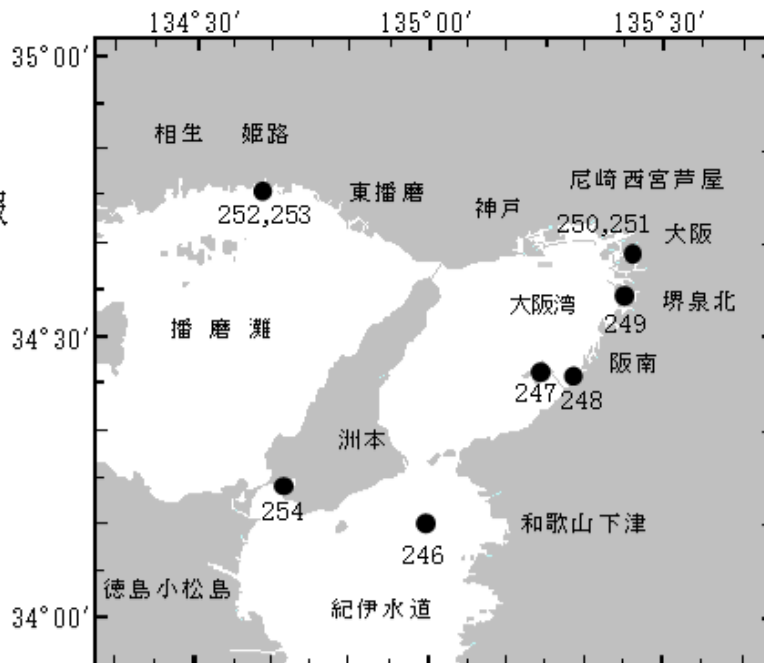 134°30′ 135°00′ 135°30′
35°00′
相生 姫路
東播磨
尼崎西宮芦屋
神戸
252,253
250,251
大阪
大阪湾
堺泉北
249
播磨灘
34°30′
阪南
247
248
洲本
254
和歌山下津
246
徳島小松島
紀伊水道
34°00′